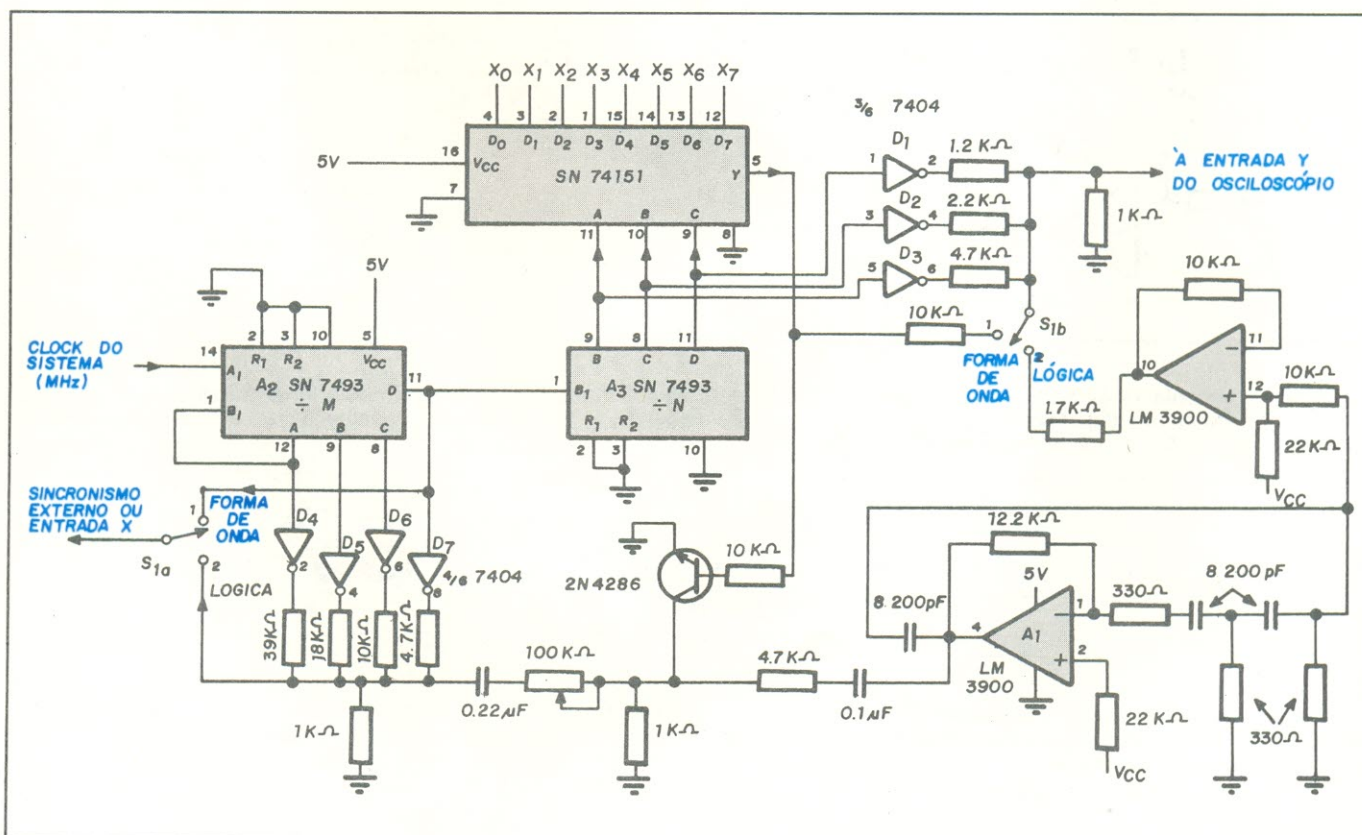 X0 X1 X2 X3 X4 X5 X6 X7
4 3 2 1 15 14 13 12
D0 D1 D2 D3 D4 D5 D6 D7
5V
16
VCC
SN 74151
Y
5
7
A B C
11 10 9 8
3/6 7404
D1
1 2
1.2 KΩ
D2
3 4
2.2 KΩ
D3
5 6
4.7 KΩ
À ENTRADA Y
DO OSCILOSCÓPIO
1 KΩ
10 KΩ
1
S1b
FORMA
DE
ONDA
2
LÓGICA
1.7 KΩ
10 KΩ
10
11
−
+
12
LM 3900
10 KΩ
22 KΩ
VCC
5V
2 3 10 5
R1 R2 VCC
CLOCK DO
SISTEMA
(MHz)
14
A1
A2 SN 7493
÷ M
D
11
1
B1
A B C
12 9 8
9 8 11
B C D
1
B1
A3 SN 7493
÷ N
R1 R2
2 3 10
SINCRONISMO
EXTERNO OU
ENTRADA X
1
FORMA
DE
ONDA
S1a
2
LOGICA
D4
2
D5
4
D6
6
D7
8
4/6 7404
39KΩ
18KΩ
10KΩ
4.7KΩ
1KΩ
0.22µF
100 KΩ
1 KΩ
2N 4286
10 KΩ
4.7KΩ
0.1µF
8.200pF
12.2 KΩ
5V
4
A1
−
1
+
2
LM
3900
330Ω
8 200 pF
22 KΩ
VCC
330Ω